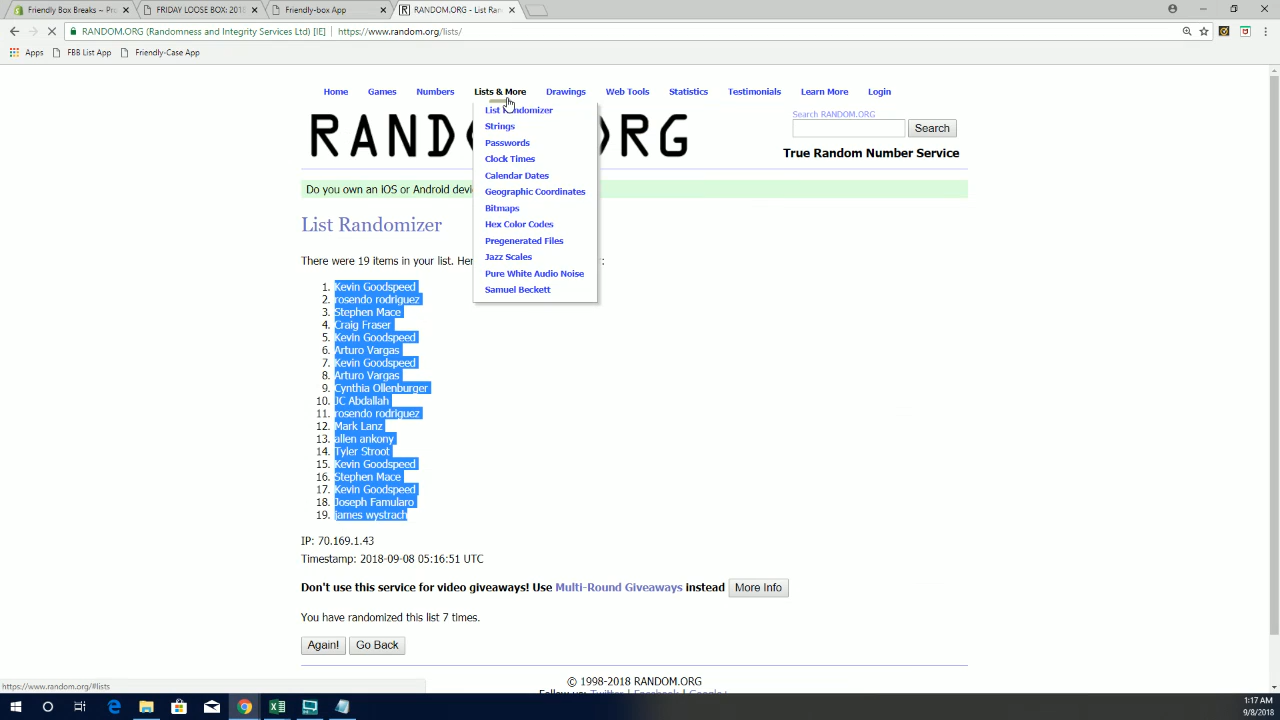 Friendly Box Breaks ~ Pro
FRIDAY LOOSE BOX: 201
Friendly-box App
RANDOM.ORG - List Ran
RANDOM.ORG (Randomness and Integrity Services Ltd) [IE]
https://www.random.org/lists/
Apps
FBB List App
Friendly-Case App
Home
Games
Numbers
Lists & More
Drawings
Web Tools
Statistics
Testimonials
Learn More
Login
List Randomizer
Strings
Passwords
Clock Times
Calendar Dates
Geographic Coordinates
Bitmaps
Hex Color Codes
Pregenerated Files
Jazz Scales
Pure White Audio Noise
Samuel Beckett
Search RANDOM.ORG
Search
True Random Number Service
Do you own an iOS or Android devi
List Randomizer
There were 19 items in your list. Her
1. Kevin Goodspeed
2. rosendo rodriguez
3. Stephen Mace
4. Craig Fraser
5. Kevin Goodspeed
6. Arturo Vargas
7. Kevin Goodspeed
8. Arturo Vargas
9. Cynthia Ollenburger
10. JC Abdallah
11. rosendo rodriguez
12. Mark Lanz
13. allen ankony
14. Tyler Stroot
15. Kevin Goodspeed
16. Stephen Mace
17. Kevin Goodspeed
18. Joseph Famularo
19. james wystrach
IP: 70.169.1.43
Timestamp: 2018-09-08 05:16:51 UTC
Don't use this service for video giveaways! Use Multi-Round Giveaways instead
More Info
You have randomized this list 7 times.
Again!
Go Back
© 1998-2018 RANDOM.ORG
Follow us: Twitter | Facebook | Google+
https://www.random.org/#lists
1:17 AM
9/8/2018